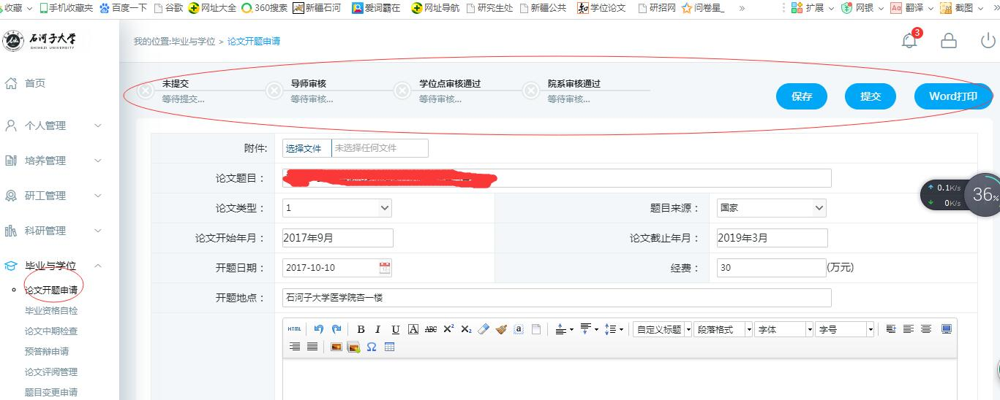 收藏 手机收藏夹 百度一下 谷歌 网址大全 360搜索 新疆石河 爱词霸在 网址导航 研究生处 新疆公共 学位论文 研招网 问卷星_ » 扩展 网银 翻译 截图 »
石河子大学
SHIHEZI UNIVERSITY
我的位置:毕业与学位 > 论文开题申请
3
首页
个人管理
培养管理
研工管理
科研管理
毕业与学位
论文开题申请
毕业资格自检
论文中期检查
预答辩申请
论文评阅管理
题目变更申请
未提交 导师审核 学位点审核通过 院系审核通过
等待提交... 等待审核... 等待审核... 等待审核...
保存 提交 Word打印
附件: 选择文件 未选择任何文件
论文题目：
论文类型： 1 题目来源： 国家
论文开始年月： 2017年9月 论文截止年月： 2019年3月
开题日期： 2017-10-10 经费： 30 (万元)
开题地点： 石河子大学医学院杏一楼
HTML B I U A ABC X² X₂ a 自定义标题 段落格式 字体 字号
Ω
0.1K/s
0K/s
36%